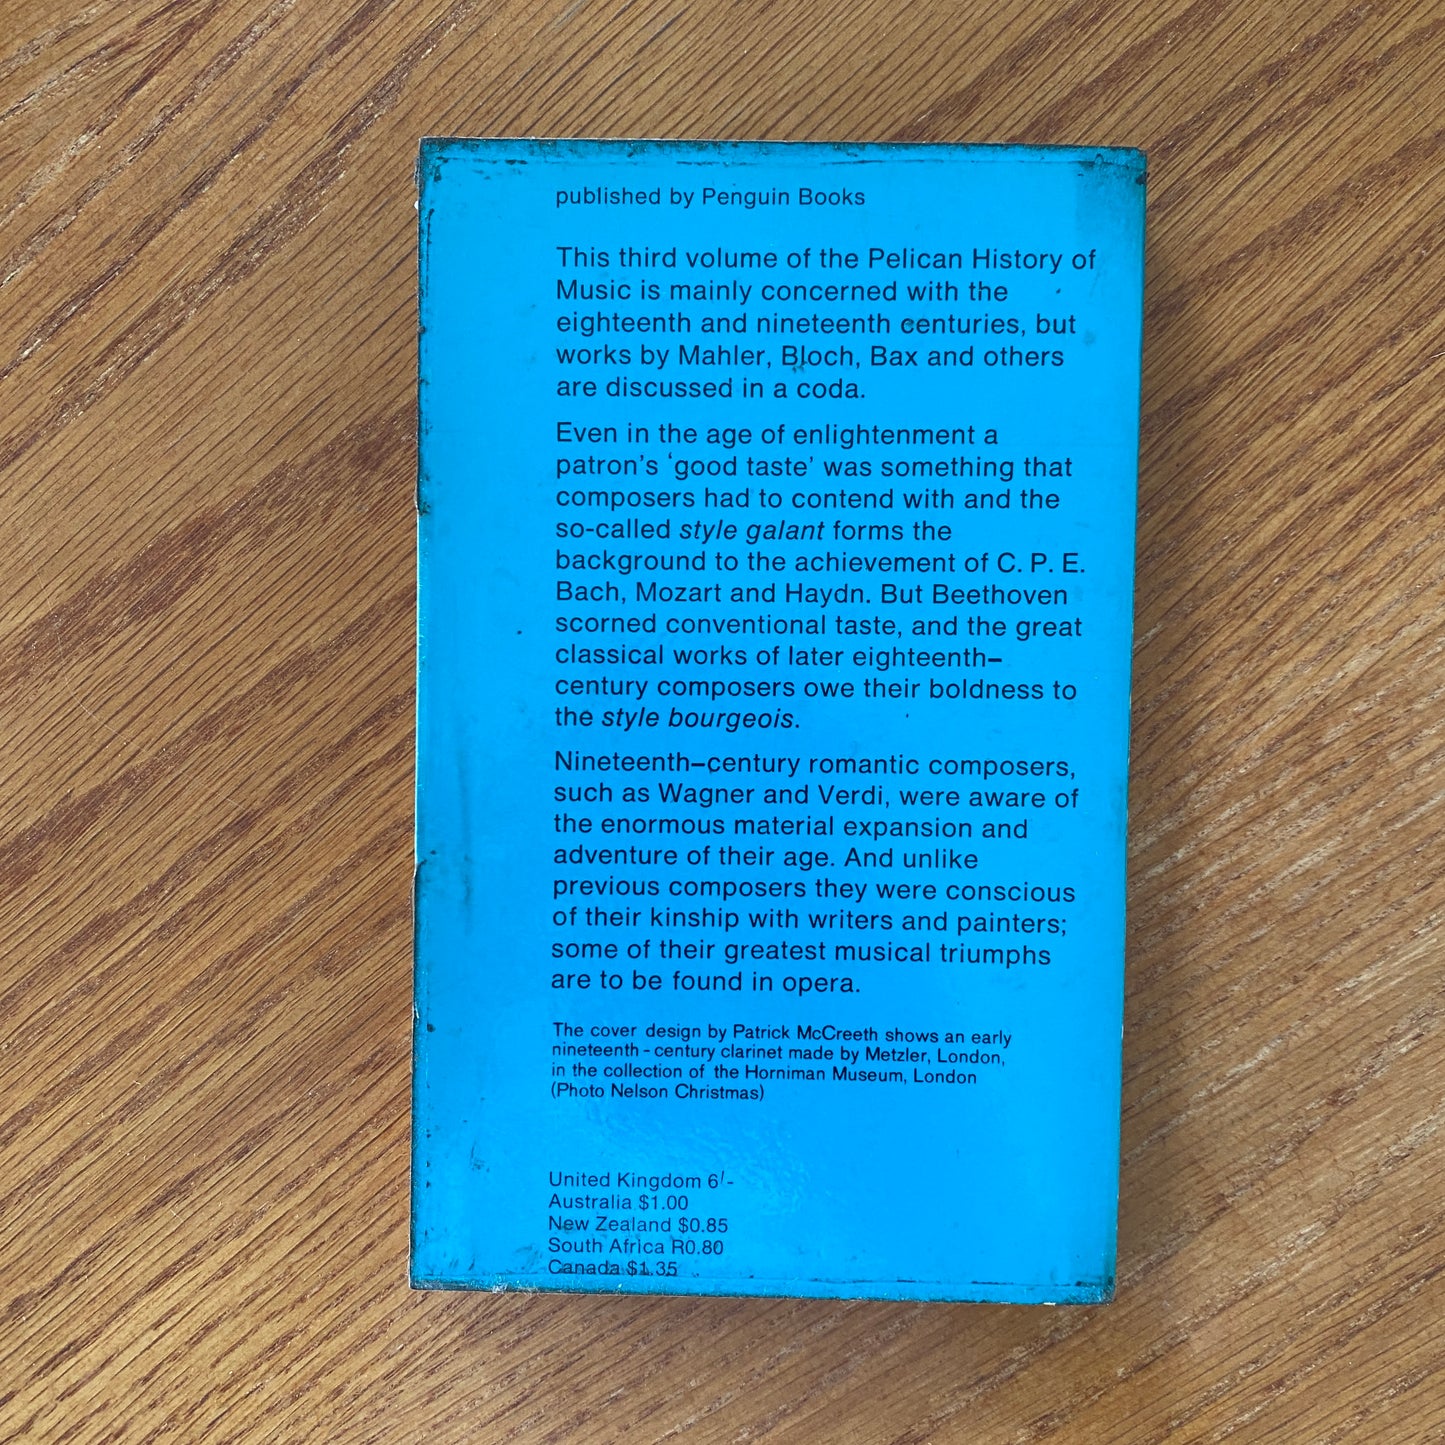 published by Penguin Books
This third volume of the Pelican History of
Music is mainly concerned with the
eighteenth and nineteenth centuries, but
works by Mahler, Bloch, Bax and others
are discussed in a coda.
Even in the age of enlightenment a
patron's 'good taste' was something that
composers had to contend with and the
so-called style galant forms the
background to the achievement of C. P. E.
Bach, Mozart and Haydn. But Beethoven
scorned conventional taste, and the great
classical works of later eighteenth–
century composers owe their boldness to
the style bourgeois.
Nineteenth–century romantic composers,
such as Wagner and Verdi, were aware of
the enormous material expansion and
adventure of their age. And unlike
previous composers they were conscious
of their kinship with writers and painters;
some of their greatest musical triumphs
are to be found in opera.
The cover design by Patrick McCreeth shows an early
nineteenth-century clarinet made by Metzler, London,
in the collection of the Horniman Museum, London
(Photo Nelson Christmas)
United Kingdom 6/-
Australia $1.00
New Zealand $0.85
South Africa R0.80
Canada $1.35